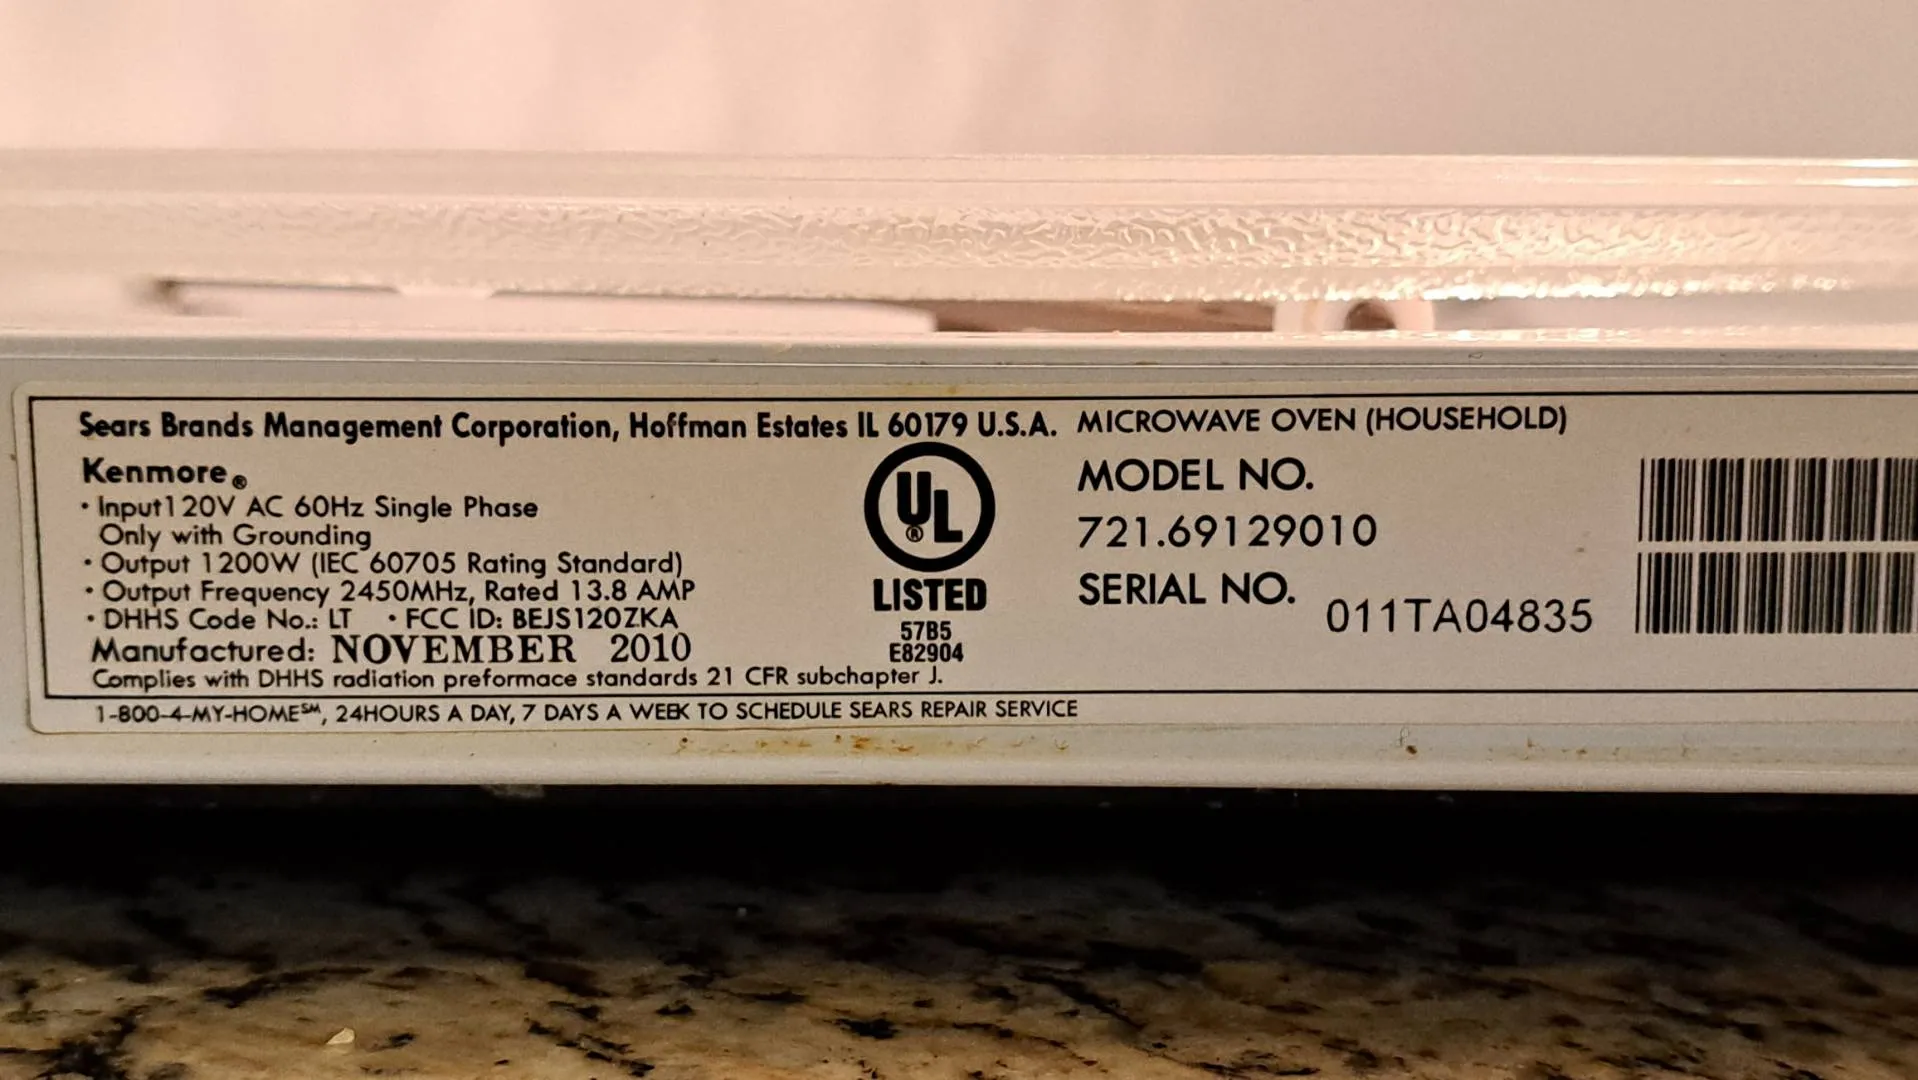 Sears Brands Management Corporation, Hoffman Estates IL 60179 U.S.A. MICROWAVE OVEN (HOUSEHOLD)
Kenmore®
· Input120V AC 60Hz Single Phase
Only with Grounding
· Output 1200W (IEC 60705 Rating Standard)
· Output Frequency 2450MHz, Rated 13.8 AMP
· DHHS Code No.: LT · FCC ID: BEJS120ZKA
Manufactured: NOVEMBER 2010
Complies with DHHS radiation preformace standards 21 CFR subchapter J.
1-800-4-MY-HOME℠, 24HOURS A DAY, 7 DAYS A WEEK TO SCHEDULE SEARS REPAIR SERVICE
UL®
LISTED
57B5
E82904
MODEL NO.
721.69129010
SERIAL NO. 011TA04835